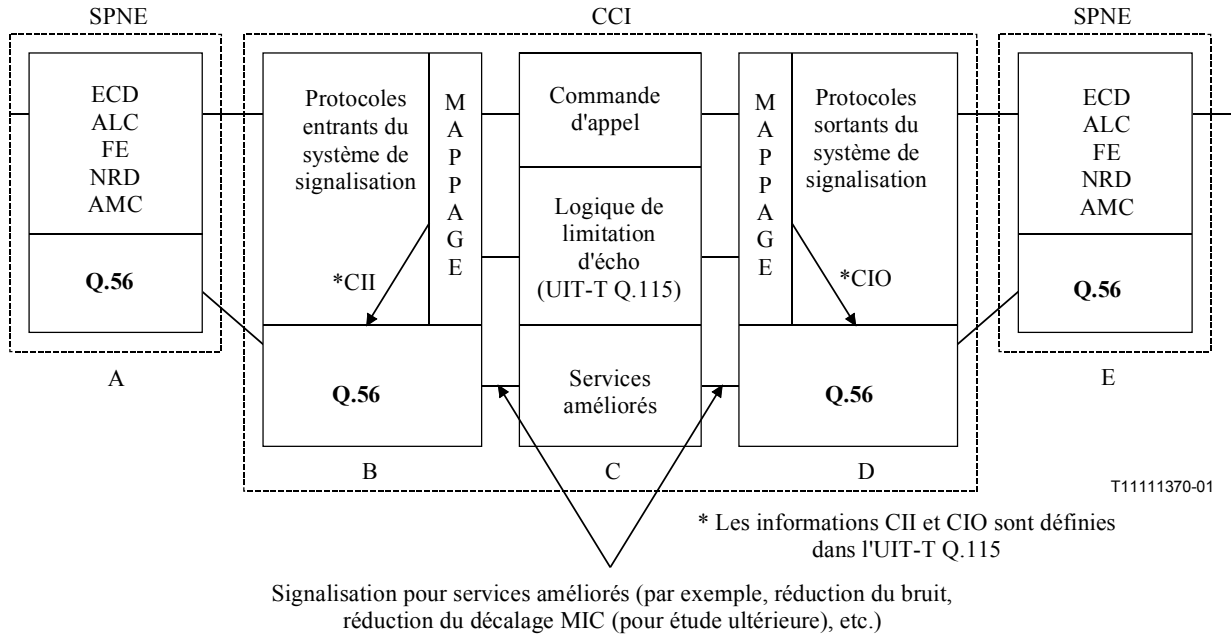 SPNE
CCI
SPNE
ECD
ALC
FE
NRD
AMC
Q.56
A
Protocoles
entrants du
système de
signalisation
MAPPAGE
*CII
Q.56
B
Commande
d'appel
Logique de
limitation
d'écho
(UIT-T Q.115)
Services
améliorés
C
MAPPAGE
Protocoles
sortants du
système de
signalisation
*CIO
Q.56
D
ECD
ALC
FE
NRD
AMC
Q.56
E
T11111370-01
* Les informations CII et CIO sont définies
dans l'UIT-T Q.115
Signalisation pour services améliorés (par exemple, réduction du bruit,
réduction du décalage MIC (pour étude ultérieure), etc.)